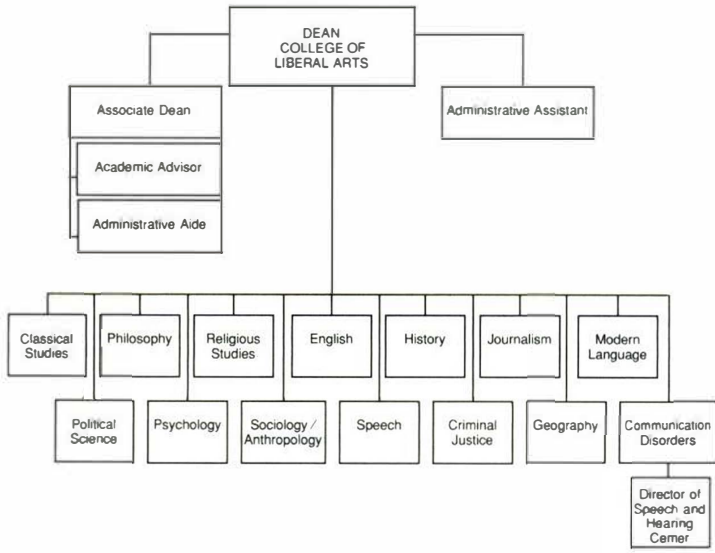 DEAN
COLLEGE OF
LIBERAL ARTS
Associate Dean
Administrative Assistant
Academic Advisor
Administrative Aide
Classical
Studies
Philosophy
Religious
Studies
English
History
Journalism
Modern
Language
Political
Science
Psychology
Sociology /
Anthropology
Speech
Criminal
Justice
Geography
Communication
Disorders
Director of
Speech and
Hearing
Center